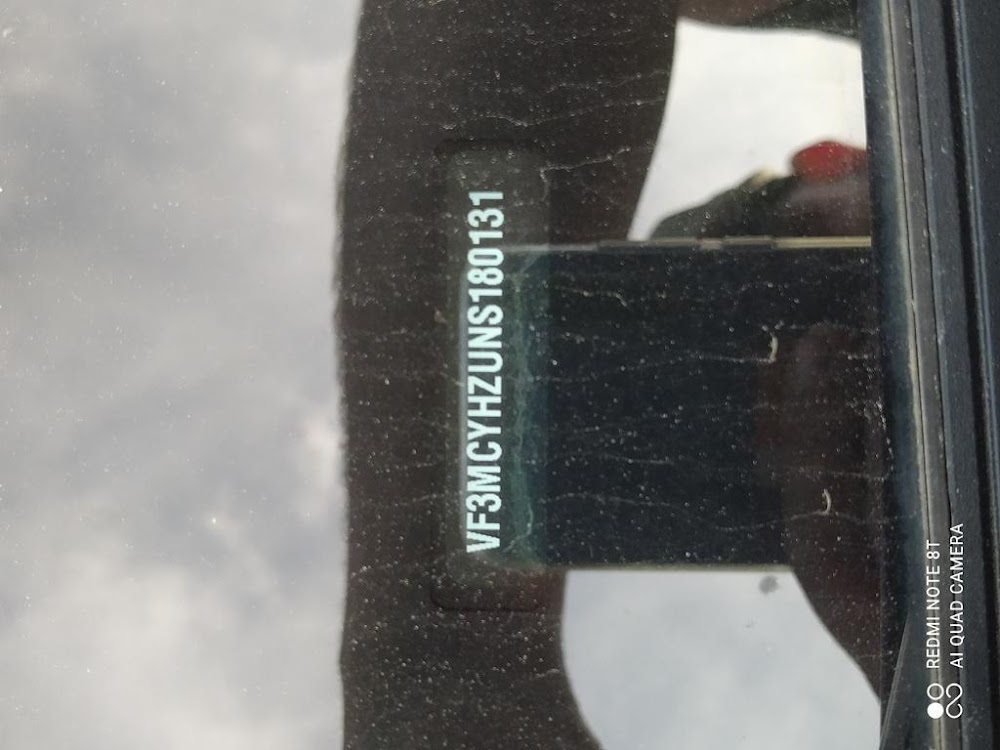 VF3MCYHZUNS180131
REDMI NOTE 8T
AI QUAD CAMERA